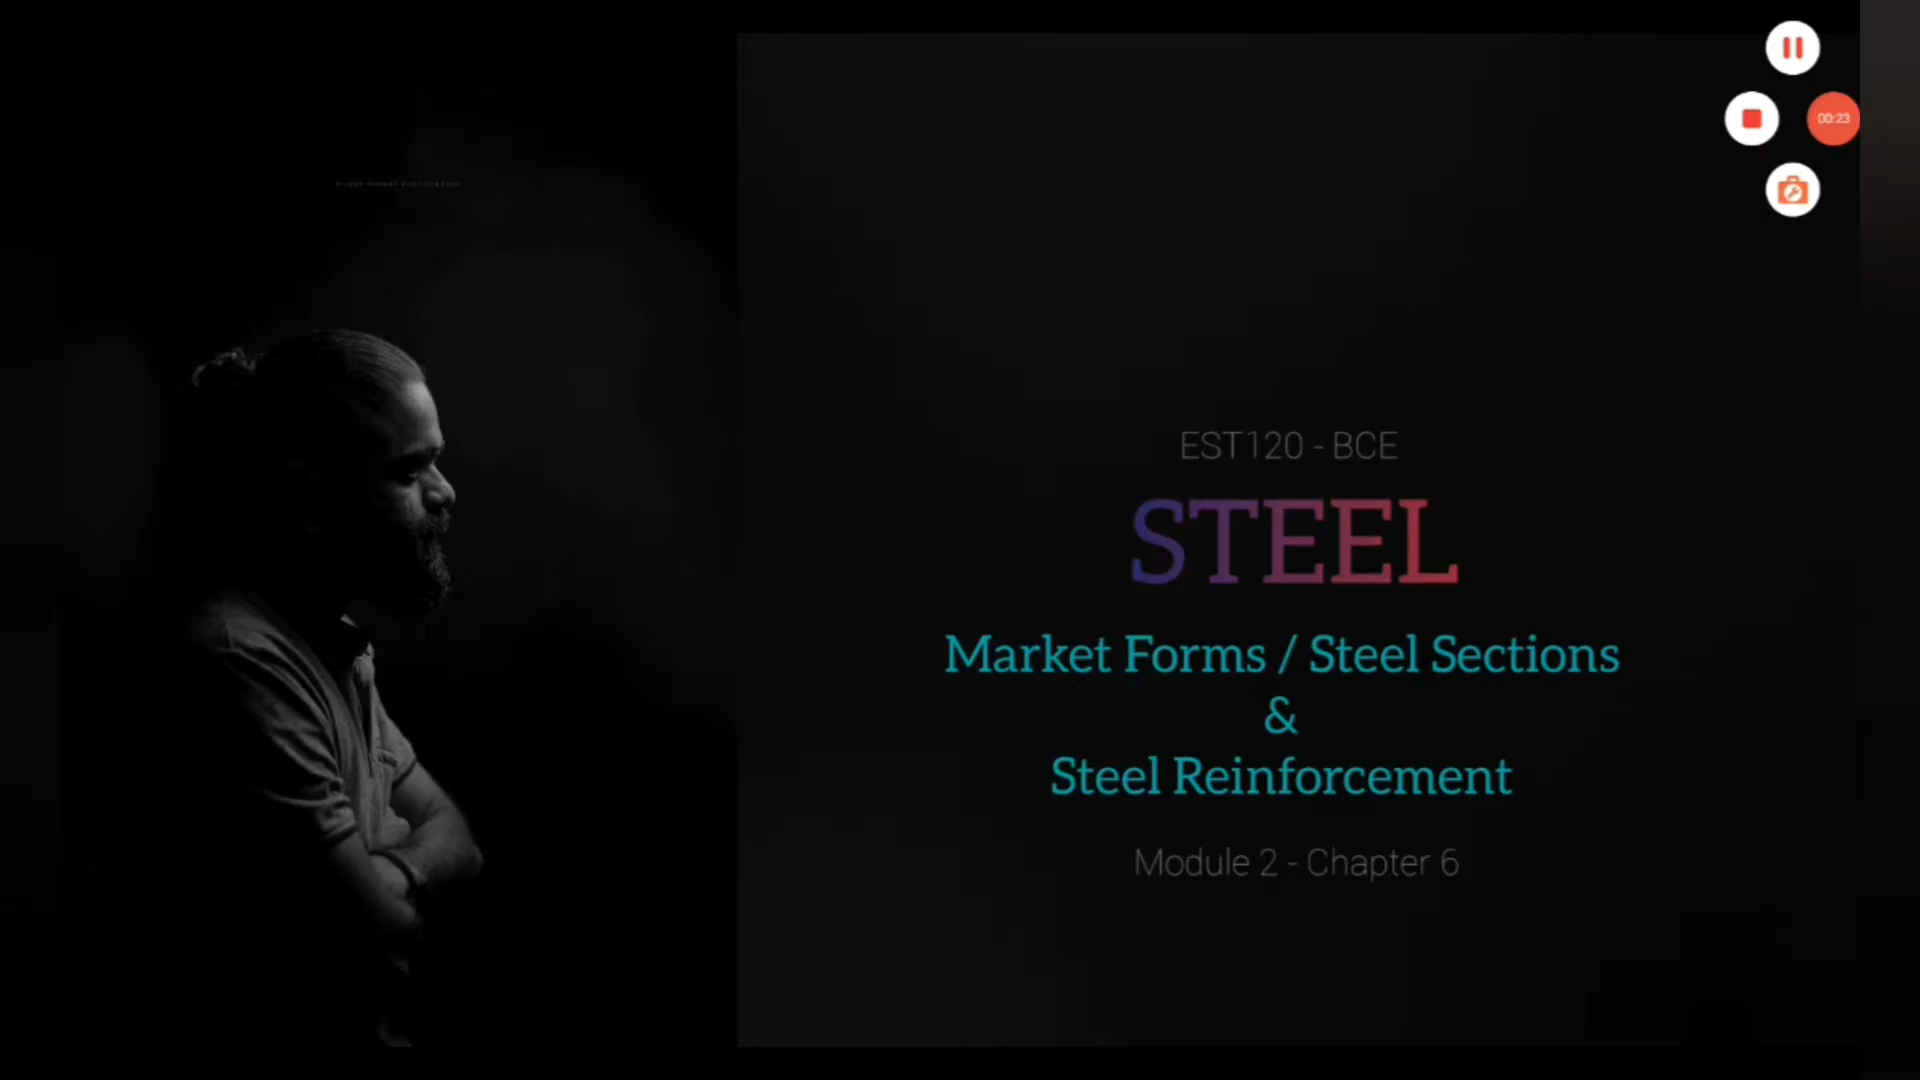 00:23
EST120 - BCE
STEEL
Market Forms / Steel Sections
&
Steel Reinforcement
Module 2 - Chapter 6